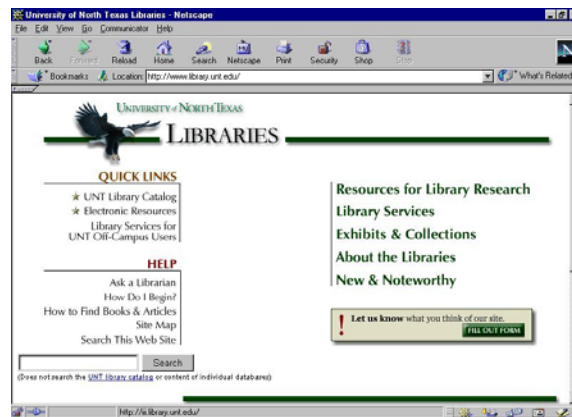 University of North Texas Libraries - Netscape
File Edit View Go Communicator Help
Back Forward Reload Home Search Netscape Print Security Shop Stop
Bookmarks Location: http://www.library.unt.edu/ What's Related
UNIVERSITY of NORTH TEXAS
LIBRARIES
QUICK LINKS
UNT Library Catalog
Electronic Resources
Library Services for
UNT Off-Campus Users
HELP
Ask a Librarian
How Do I Begin?
How to Find Books & Articles
Site Map
Search This Web Site
Search
(Does not search the UNT library catalog or content of individual databases)
Resources for Library Research
Library Services
Exhibits & Collections
About the Libraries
New & Noteworthy
! Let us know what you think of our site.
FILL OUT FORM
http://iii.library.unt.edu/